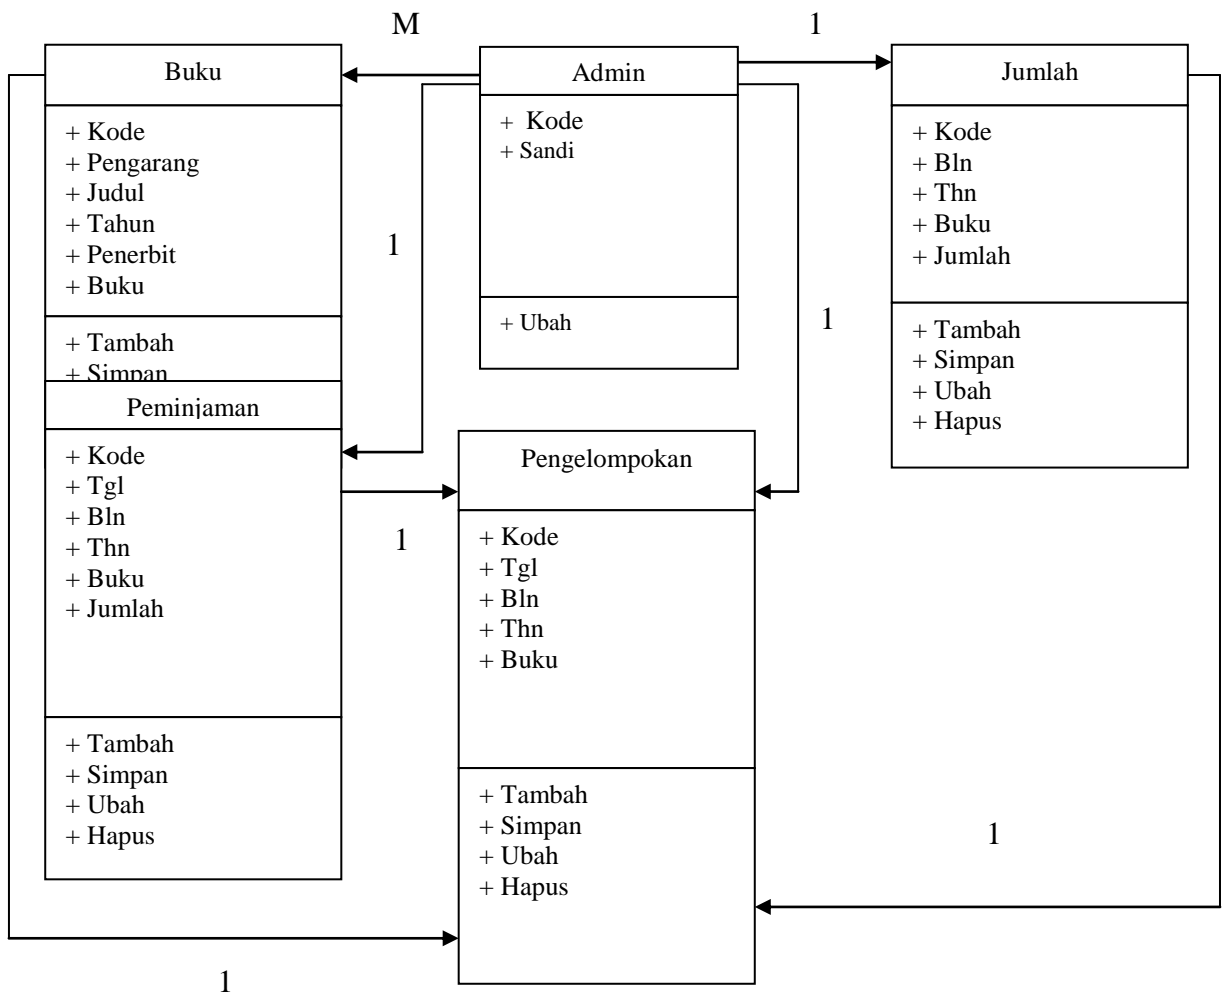 M
1
Buku
+ Kode
+ Pengarang
+ Judul
+ Tahun
+ Penerbit
+ Buku
+ Tambah
+ Simpan
Admin
+ Kode
+ Sandi
+ Ubah
Jumlah
+ Kode
+ Bln
+ Thn
+ Buku
+ Jumlah
+ Tambah
+ Simpan
+ Ubah
+ Hapus
1
1
Peminjaman
+ Kode
+ Tgl
+ Bln
+ Thn
+ Buku
+ Jumlah
+ Tambah
+ Simpan
+ Ubah
+ Hapus
1
Pengelompokan
+ Kode
+ Tgl
+ Bln
+ Thn
+ Buku
+ Tambah
+ Simpan
+ Ubah
+ Hapus
1
1